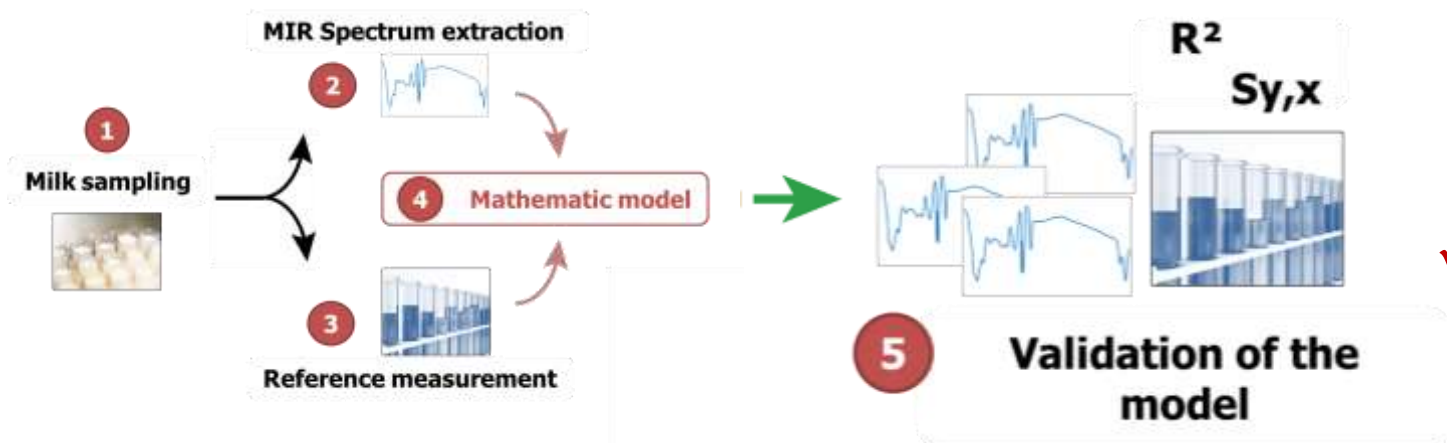 1
Milk sampling
MIR Spectrum extraction
2
3
Reference measurement
4 Mathematic model
R²
Sy,x
5 Validation of the
model